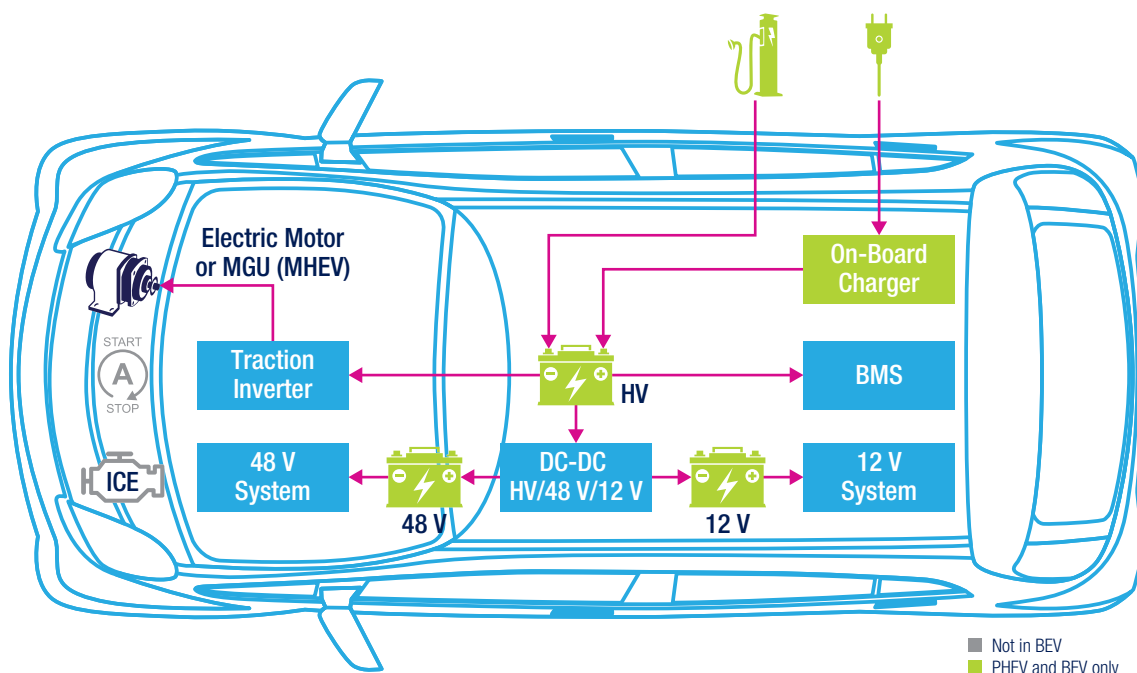 Electric Motor
or MGU (MHEV)
On-Board
Charger
START
A
STOP
Traction
Inverter
HV
BMS
ICE
48 V
System
48 V
DC-DC
HV/48 V/12 V
12 V
12 V
System
Not in BEV
PHEV and BEV only